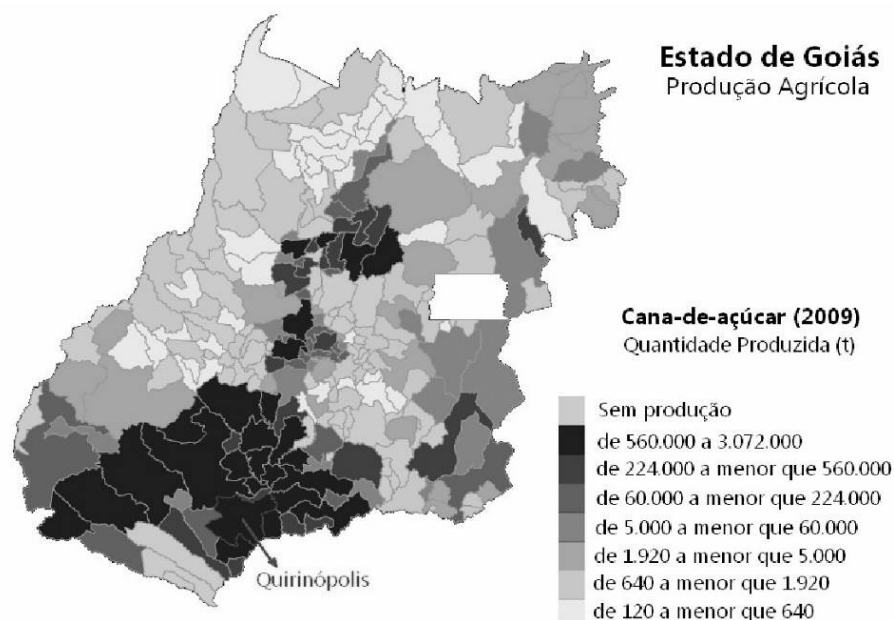 Estado de Goiás
Produção Agrícola
Cana-de-açúcar (2009)
Quantidade Produzida (t)
Sem produção
de 560.000 a 3.072.000
de 224.000 a menor que 560.000
de 60.000 a menor que 224.000
de 5.000 a menor que 60.000
de 1.920 a menor que 5.000
de 640 a menor que 1.920
de 120 a menor que 640
Quirinópolis